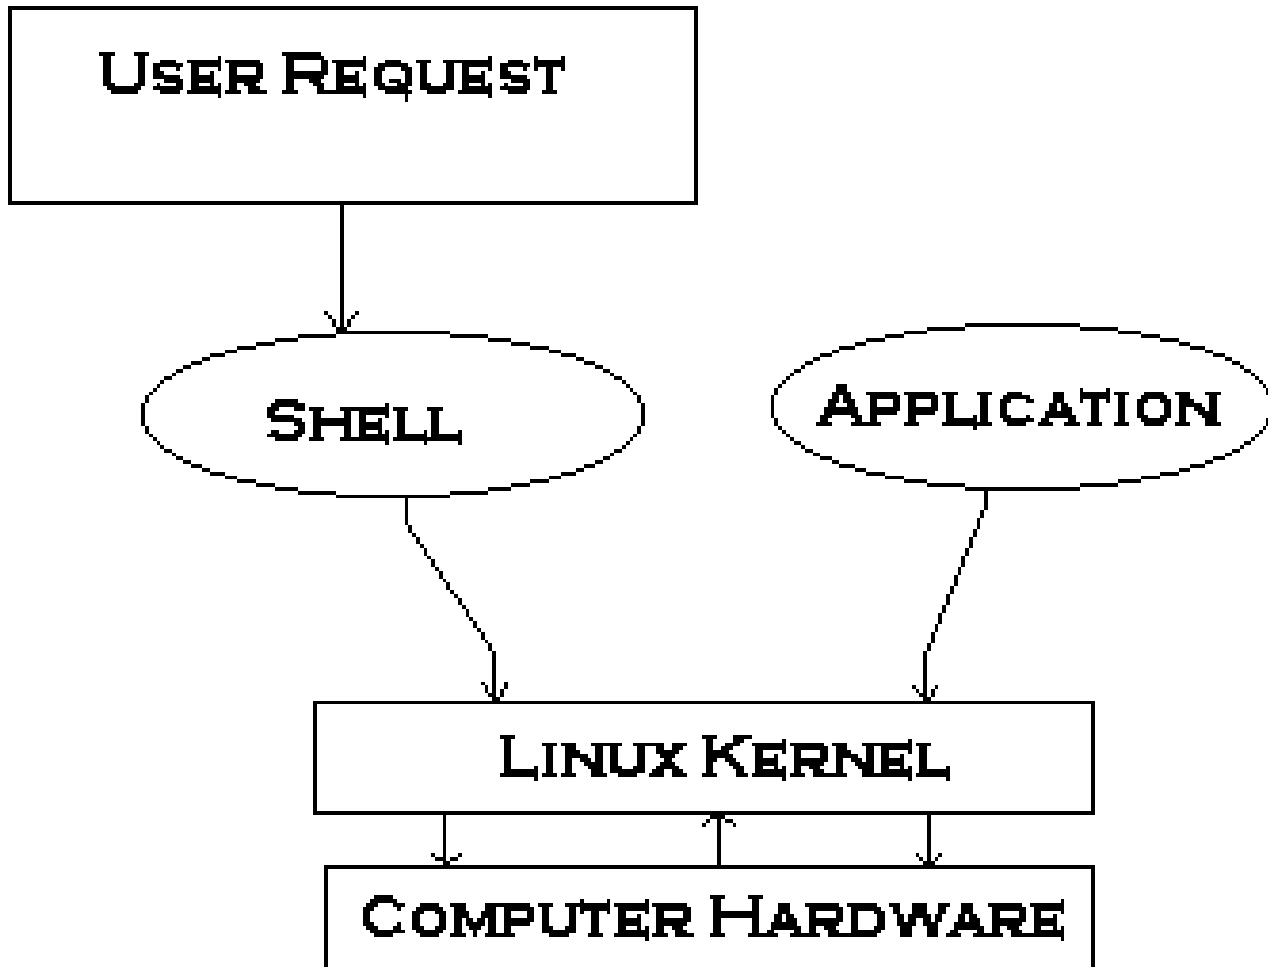 User Request
Shell
Application
Linux Kernel
Computer Hardware